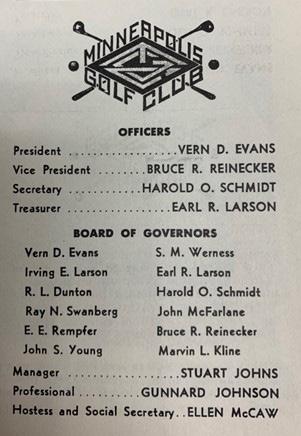 MINNEAPOLIS
GOLF CLUB
OFFICERS
President ................VERN D. EVANS
Vice President ..........BRUCE R. REINECKER
Secretary ..............HAROLD O. SCHMIDT
Treasurer ................EARL R. LARSON
BOARD OF GOVERNORS
Vern D. Evans S. M. Werness
Irving E. Larson Earl R. Larson
R. L. Dunton Harold O. Schmidt
Ray N. Swanberg John McFarlane
E. E. Rempfer Bruce R. Reinecker
John S. Young Marvin L. Kline
Manager ....................STUART JOHNS
Professional ............GUNNARD JOHNSON
Hostess and Social Secretary..ELLEN McCAW